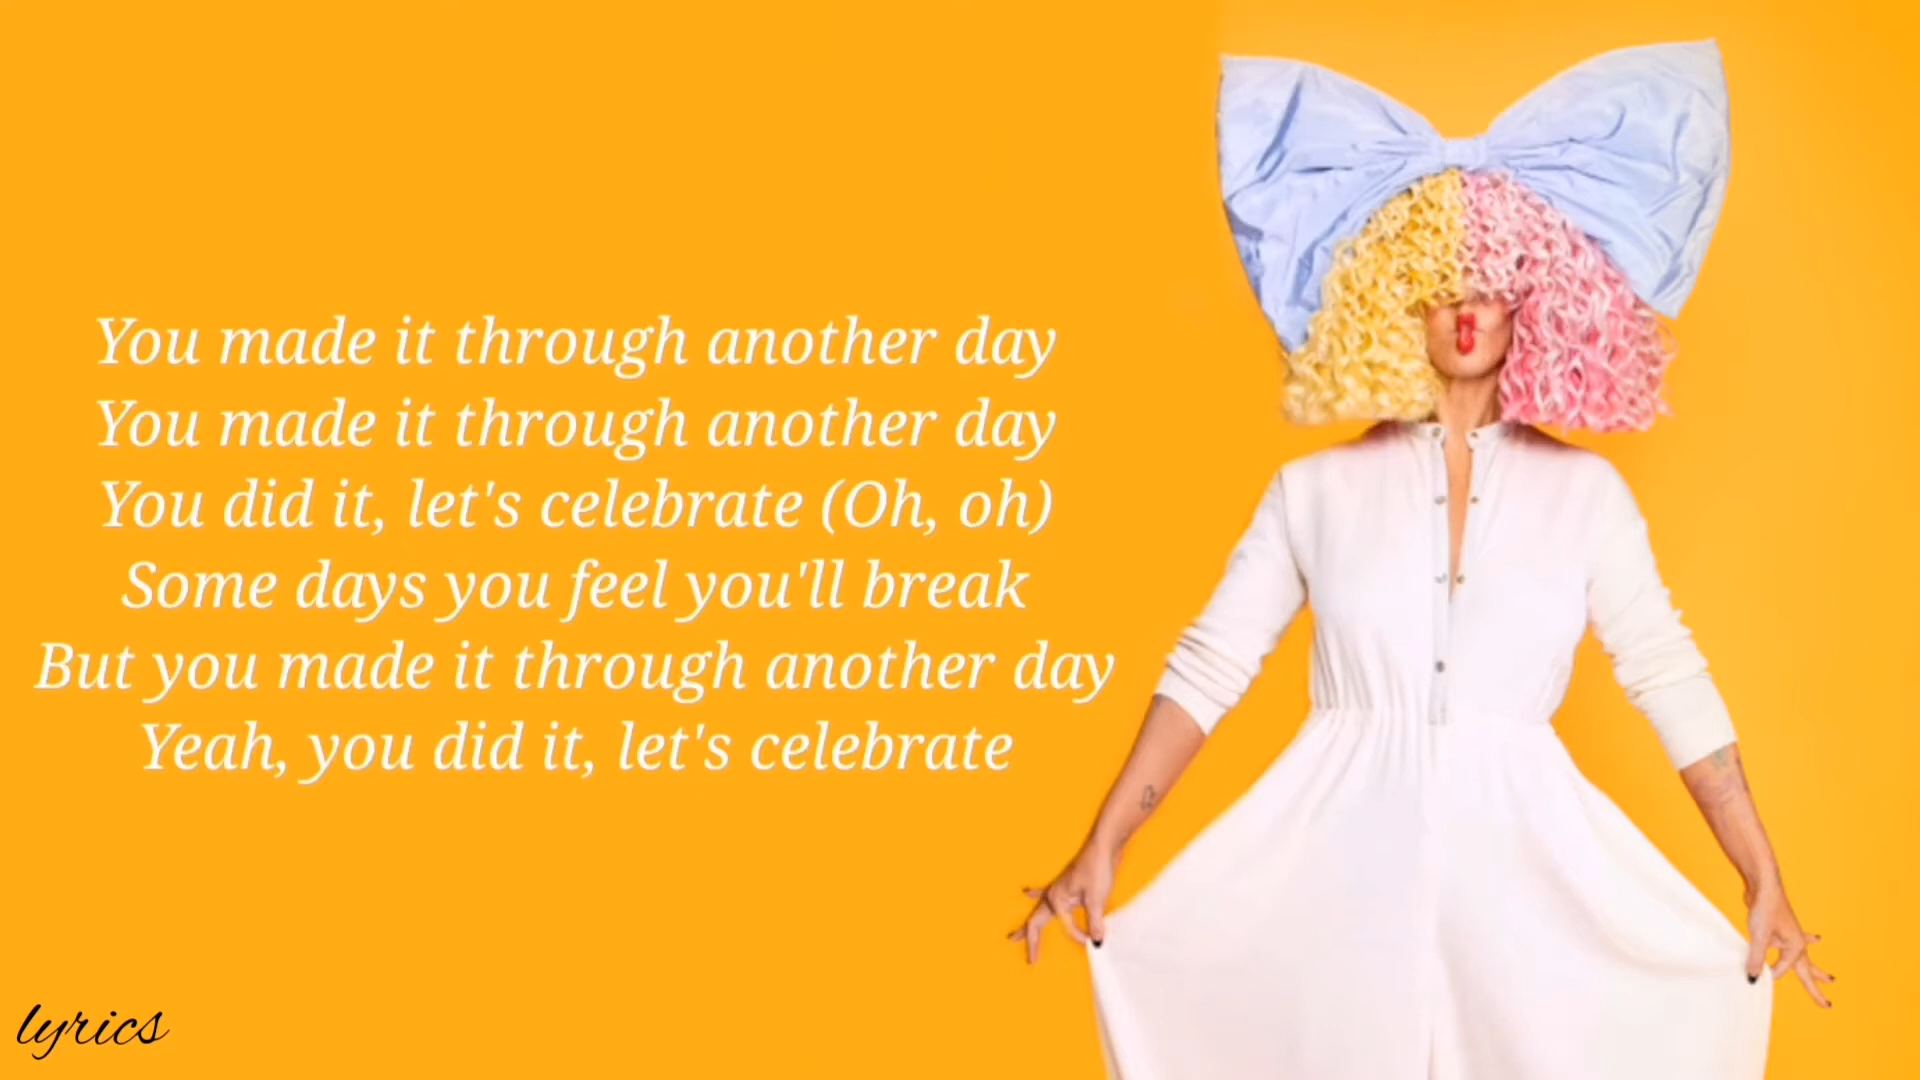 You made it through another day
You made it through another day
You did it, let's celebrate (Oh, oh)
Some days you feel you'll break
But you made it through another day
Yeah, you did it, let's celebrate
lyrics